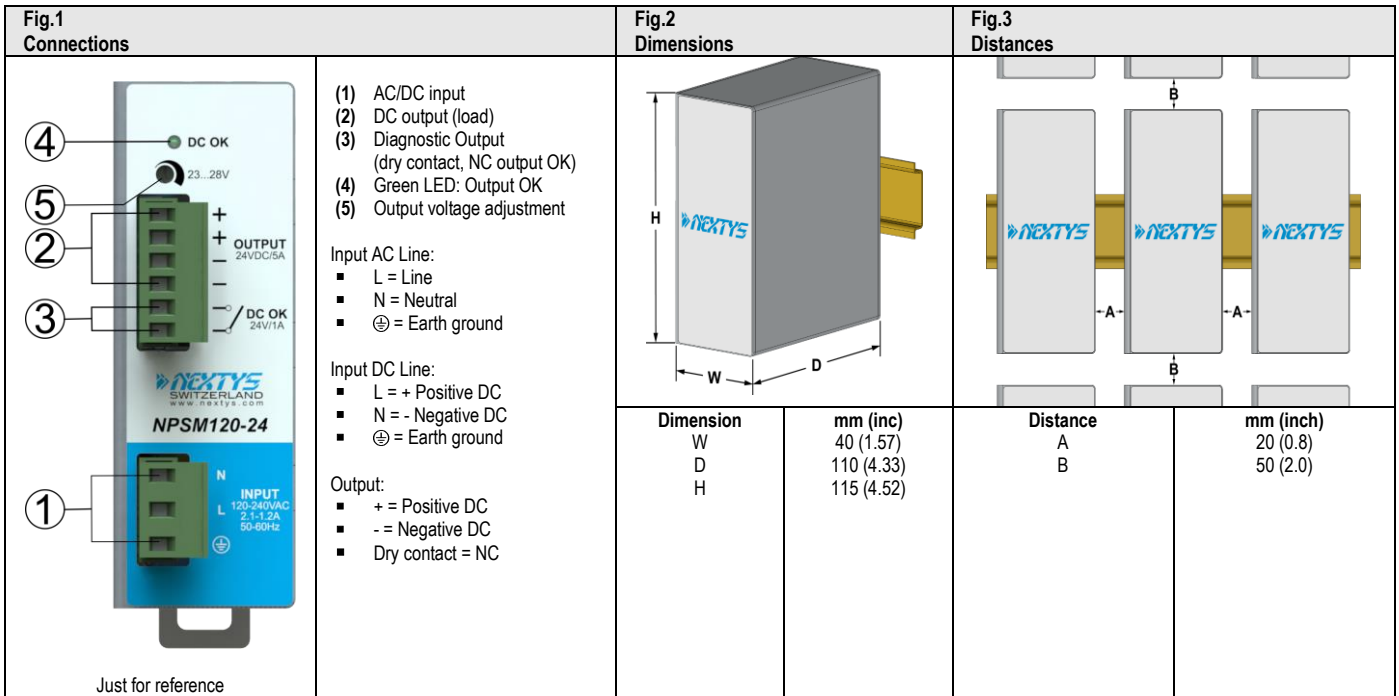 Fig.1
Connections
Fig.2
Dimensions
Fig.3
Distances
4
DC OK
23...28V
5
2
+
+
-
-
OUTPUT
24VDC/5A
3
DC OK
24V/1A
NEXTYS
SWITZERLAND
www.nextys.com
NPSM120-24
1
N
L
INPUT
120-240VAC
2.1-1.2A
50-60Hz
Just for reference
(1) AC/DC input
(2) DC output (load)
(3) Diagnostic Output
(dry contact, NC output OK)
(4) Green LED: Output OK
(5) Output voltage adjustment
Input AC Line:
▪ L = Line
▪ N = Neutral
▪ ⏚ = Earth ground
Input DC Line:
▪ L = + Positive DC
▪ N = - Negative DC
▪ ⏚ = Earth ground
Output:
▪ + = Positive DC
▪ - = Negative DC
▪ Dry contact = NC
H
NEXTYS
W
D
Dimension mm (inc)
W 40 (1.57)
D 110 (4.33)
H 115 (4.52)
B
NEXTYS NEXTYS NEXTYS
A A
B
Distance mm (inch)
A 20 (0.8)
B 50 (2.0)